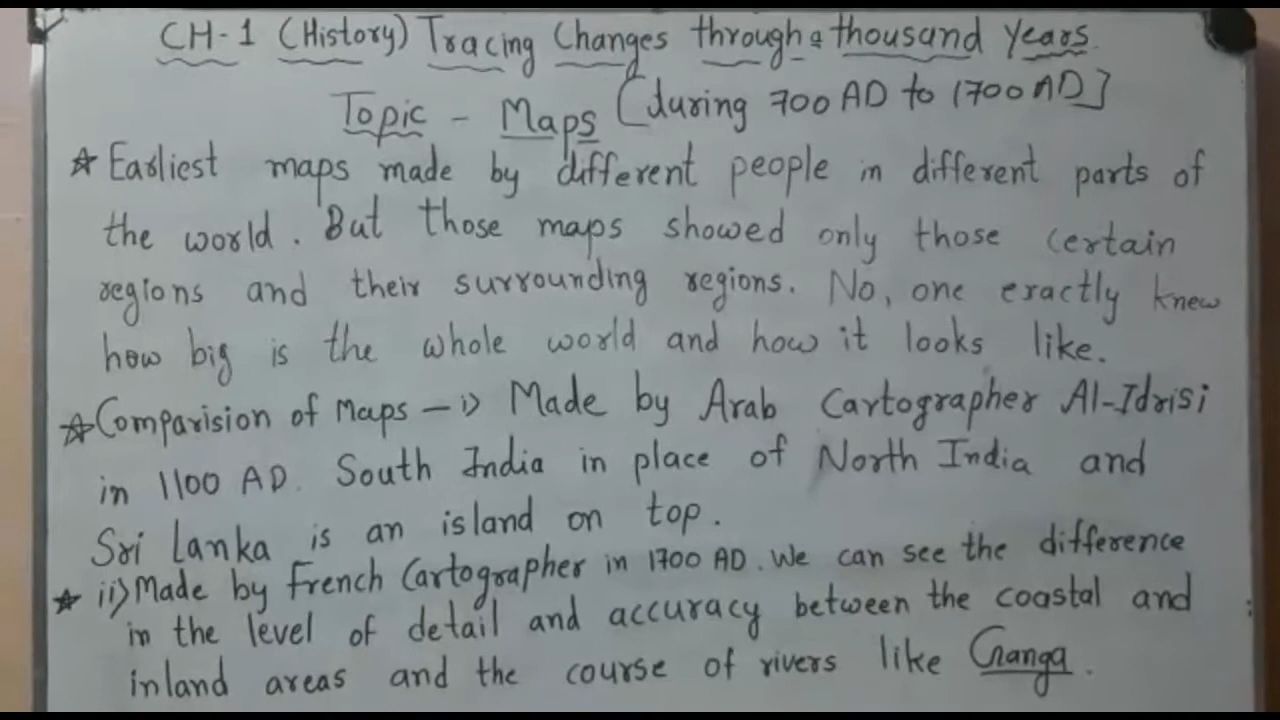 CH-1 (History) Tracing Changes through a thousand years.
Topic - Maps [during 700 AD to 1700 AD]
☆ Earliest maps made by different people in different parts of
the world. But those maps showed only those certain
regions and their surrounding regions. No, one exactly knew
how big is the whole world and how it looks like.
☆ Comparision of Maps - i) Made by Arab Cartographer Al-Idrisi
in 1100 AD. South India in place of North India and
Sri Lanka is an island on top.
☆ ii) Made by French Cartographer in 1700 AD. We can see the difference
in the level of detail and accuracy between the coastal and
inland areas and the course of rivers like Ganga.